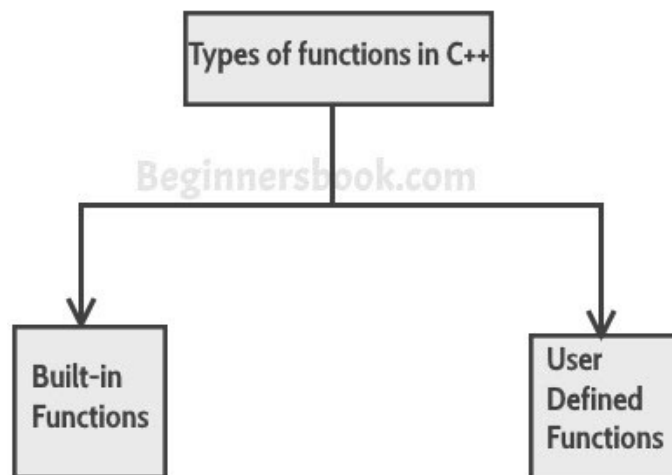 Types of functions in C++
Beginnersbook.com
Built-in
Functions
User
Defined
Functions